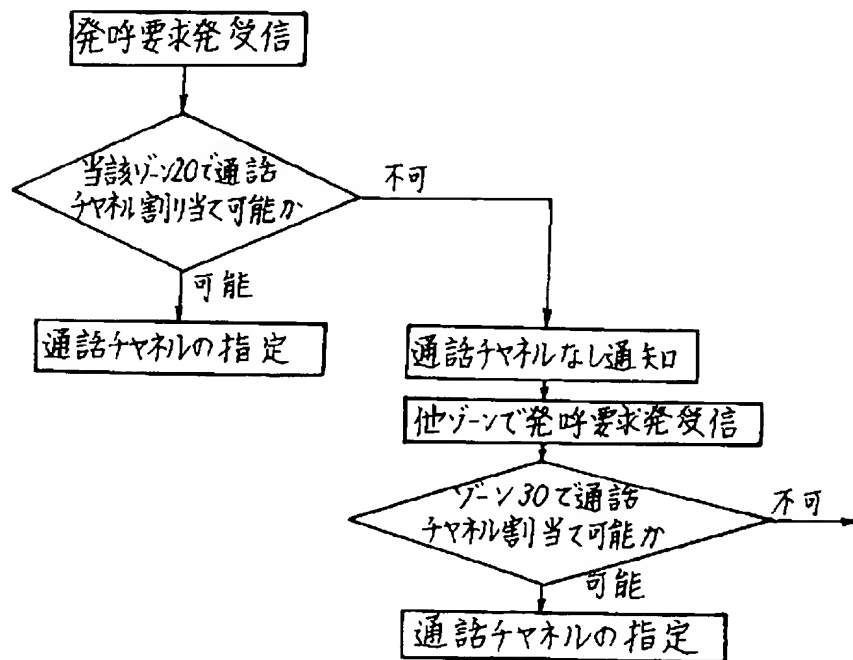 発呼要求発受信
当該ゾーン20で通話
チャネル割り当て可能か
不可
可能
通話チャネルの指定
通話チャネルなし通知
他ゾーンで発呼要求発受信
ゾーン30で通話
チャネル割当て可能か
不可
可能
通話チャネルの指定